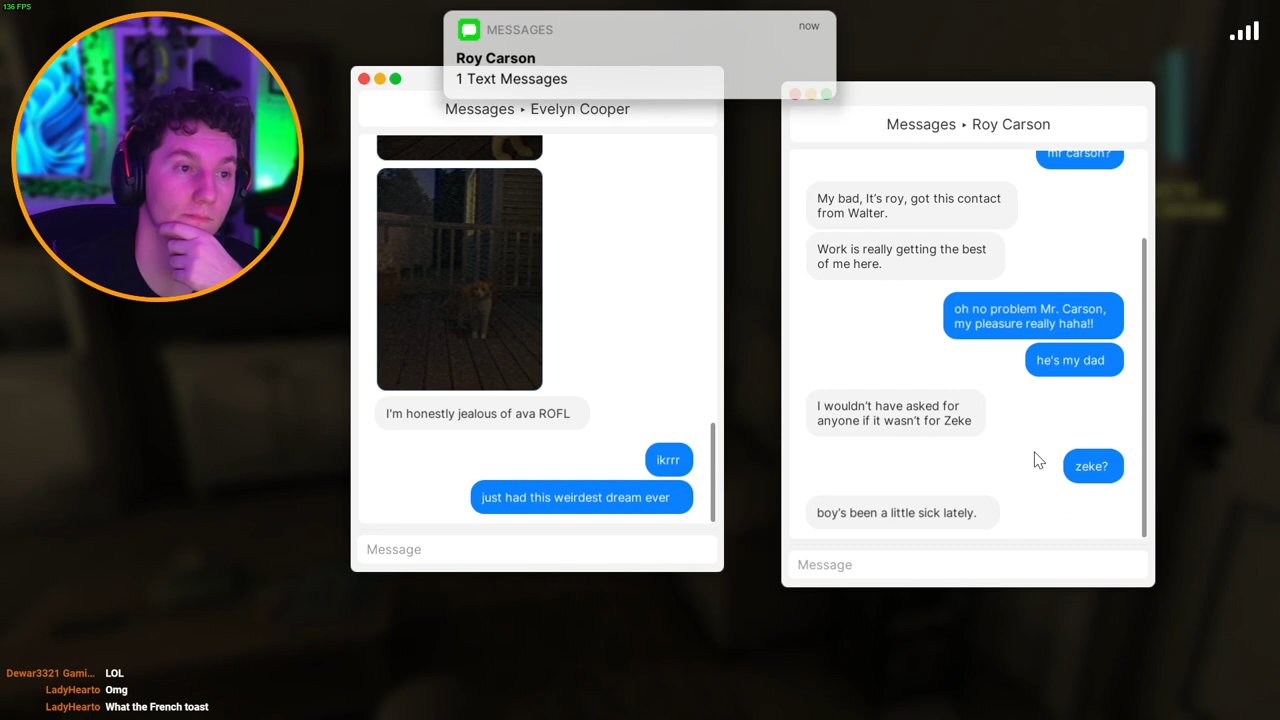 136 FPS
MESSAGES
now
Roy Carson
1 Text Messages
Messages ‣ Evelyn Cooper
I'm honestly jealous of ava ROFL
ikrrr
just had this weirdest dream ever
Message
Messages ‣ Roy Carson
mr carson?
My bad, It's roy, got this contact
from Walter.
Work is really getting the best
of me here.
oh no problem Mr. Carson,
my pleasure really haha!!
he's my dad
I wouldn't have asked for
anyone if it wasn't for Zeke
zeke?
boy's been a little sick lately.
Message
Dewar3321 Gami... LOL
LadyHearto Omg
LadyHearto What the French toast